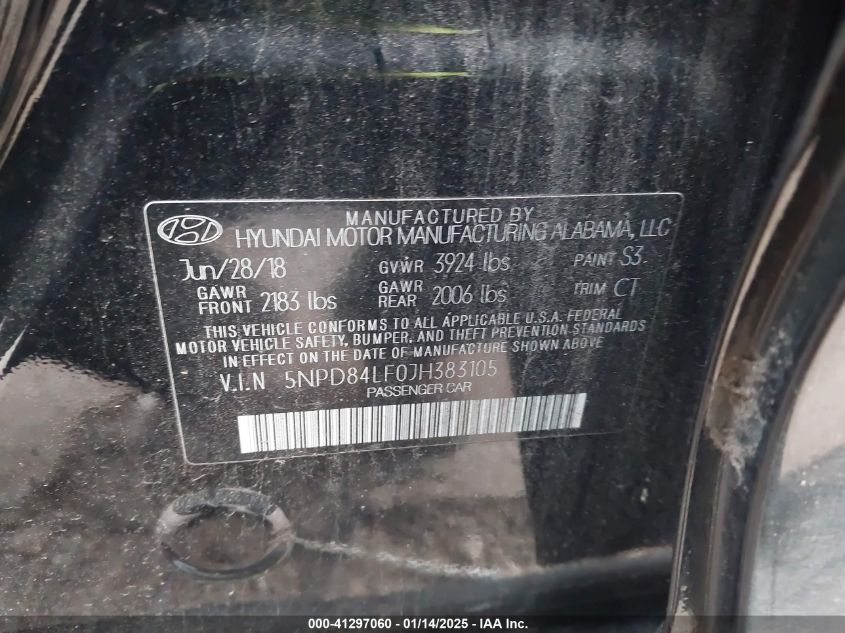 MANUFACTURED BY
HYUNDAI MOTOR MANUFACTURING ALABAMA, LLC
Jun/28/18 GVWR 3924 lbs PAINT S3
GAWR FRONT 2183 lbs GAWR REAR 2006 lbs TRIM CT
THIS VEHICLE CONFORMS TO ALL APPLICABLE U.S.A. FEDERAL
MOTOR VEHICLE SAFETY, BUMPER, AND THEFT PREVENTION STANDARDS
IN EFFECT ON THE DATE OF MANUFACTURE SHOWN ABOVE
V.I.N 5NPD84LF0JH383105
PASSENGER CAR
000-41297060 - 01/14/2025 - IAA Inc.